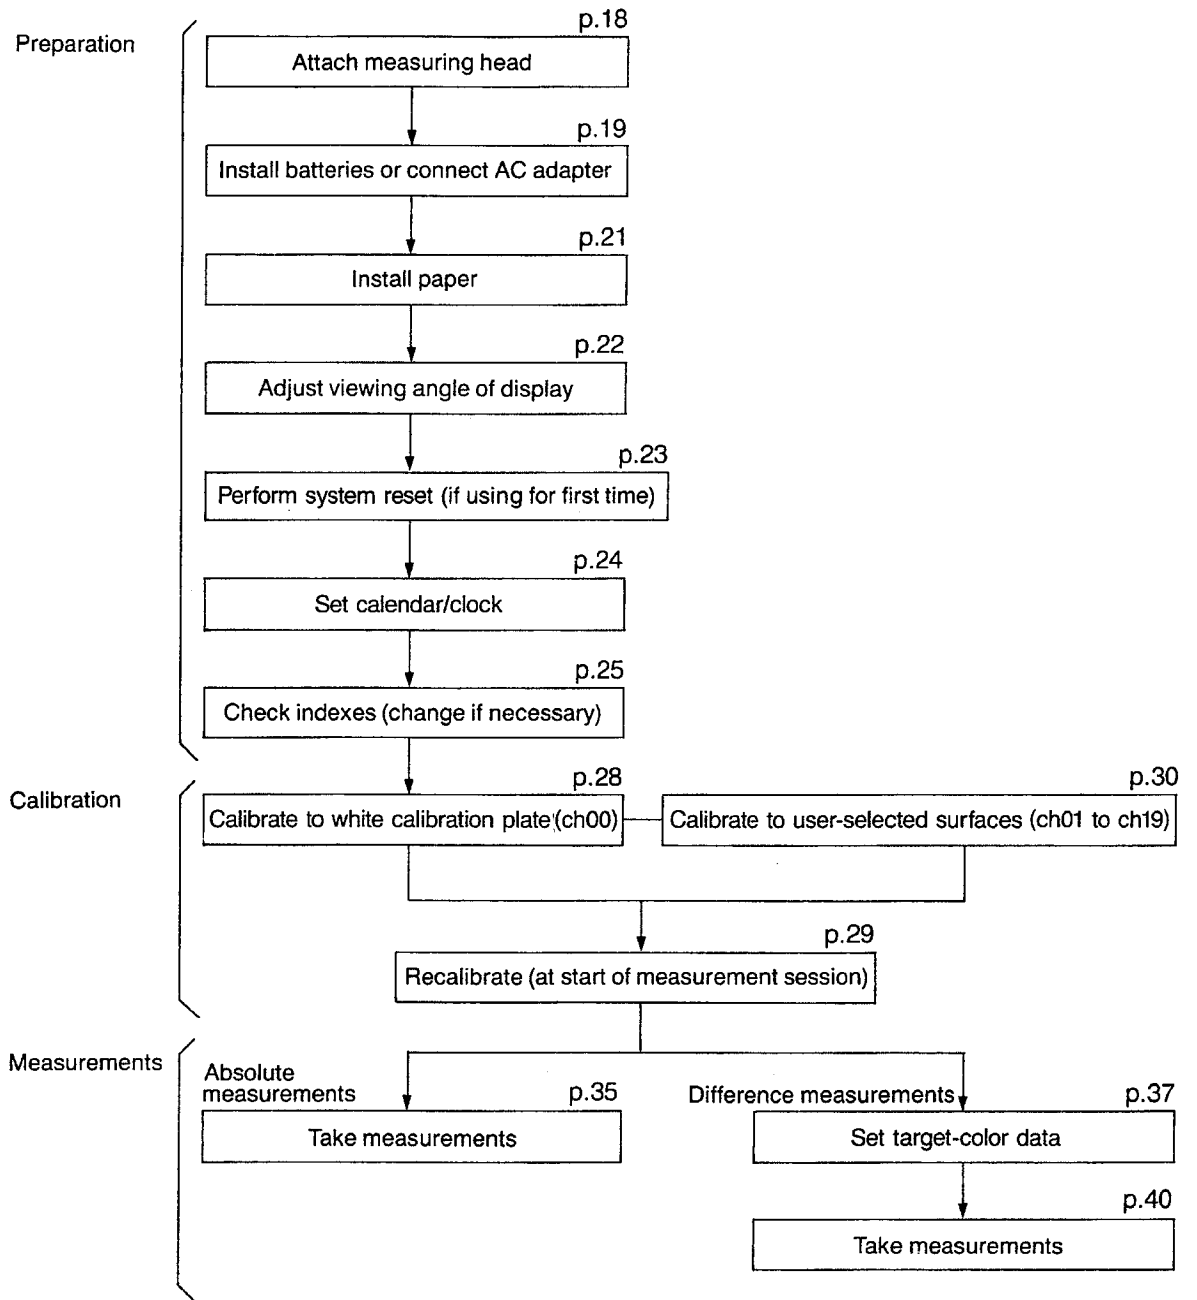 Preparation
p.18
Attach measuring head
p.19
Install batteries or connect AC adapter
p.21
Install paper
p.22
Adjust viewing angle of display
p.23
Perform system reset (if using for first time)
p.24
Set calendar/clock
p.25
Check indexes (change if necessary)
Calibration
p.28
Calibrate to white calibration plate (ch00)
p.30
Calibrate to user-selected surfaces (ch01 to ch19)
p.29
Recalibrate (at start of measurement session)
Measurements
Absolute
measurements
p.35
Take measurements
Difference measurements
p.37
Set target-color data
p.40
Take measurements